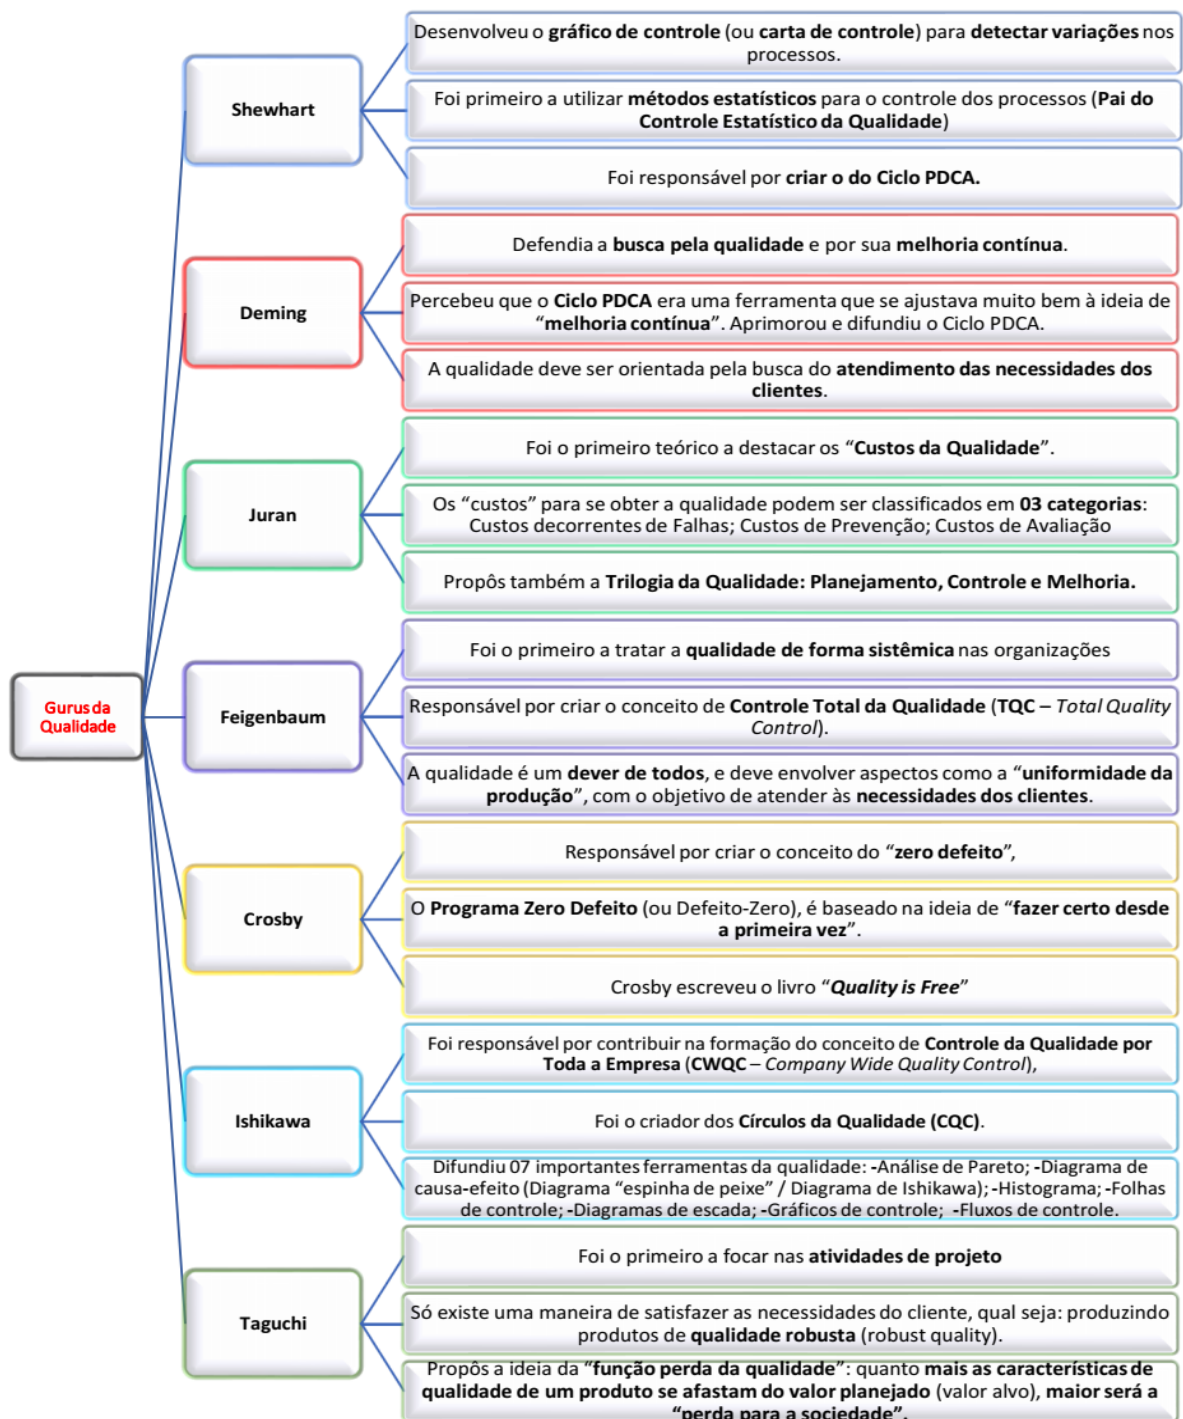 Gurus da
Qualidade
Shewhart
Desenvolveu o gráfico de controle (ou carta de controle) para detectar variações nos
processos.
Foi primeiro a utilizar métodos estatísticos para o controle dos processos (Pai do
Controle Estatístico da Qualidade)
Foi responsável por criar o do Ciclo PDCA.
Deming
Defendia a busca pela qualidade e por sua melhoria contínua.
Percebeu que o Ciclo PDCA era uma ferramenta que se ajustava muito bem à ideia de
“melhoria contínua”. Aprimorou e difundiu o Ciclo PDCA.
A qualidade deve ser orientada pela busca do atendimento das necessidades dos
clientes.
Juran
Foi o primeiro teórico a destacar os “Custos da Qualidade”.
Os “custos” para se obter a qualidade podem ser classificados em 03 categorias:
Custos decorrentes de Falhas; Custos de Prevenção; Custos de Avaliação
Propôs também a Trilogia da Qualidade: Planejamento, Controle e Melhoria.
Feigenbaum
Foi o primeiro a tratar a qualidade de forma sistêmica nas organizações
Responsável por criar o conceito de Controle Total da Qualidade (TQC – Total Quality
Control).
A qualidade é um dever de todos, e deve envolver aspectos como a “uniformidade da
produção”, com o objetivo de atender às necessidades dos clientes.
Crosby
Responsável por criar o conceito do “zero defeito”,
O Programa Zero Defeito (ou Defeito-Zero), é baseado na ideia de “fazer certo desde
a primeira vez”.
Crosby escreveu o livro “Quality is Free”
Ishikawa
Foi responsável por contribuir na formação do conceito de Controle da Qualidade por
Toda a Empresa (CWQC – Company Wide Quality Control),
Foi o criador dos Círculos da Qualidade (CQC).
Difundiu 07 importantes ferramentas da qualidade: -Análise de Pareto; -Diagrama de
causa-efeito (Diagrama “espinha de peixe” / Diagrama de Ishikawa); -Histograma; -Folhas
de controle; -Diagramas de escada; -Gráficos de controle; -Fluxos de controle.
Taguchi
Foi o primeiro a focar nas atividades de projeto
Só existe uma maneira de satisfazer as necessidades do cliente, qual seja: produzindo
produtos de qualidade robusta (robust quality).
Propôs a ideia da “função perda da qualidade”: quanto mais as características de
qualidade de um produto se afastam do valor planejado (valor alvo), maior será a
“perda para a sociedade”.